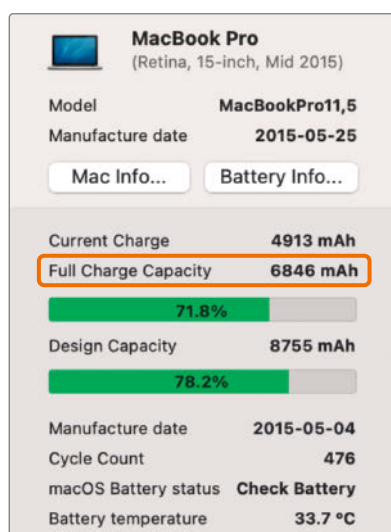 MacBook Pro
(Retina, 15-inch, Mid 2015)
Model MacBookPro11,5
Manufacture date 2015-05-25
Mac Info... Battery Info...
Current Charge 4913 mAh
Full Charge Capacity 6846 mAh
71.8%
Design Capacity 8755 mAh
78.2%
Manufacture date 2015-05-04
Cycle Count 476
macOS Battery status Check Battery
Battery temperature 33.7 ºC